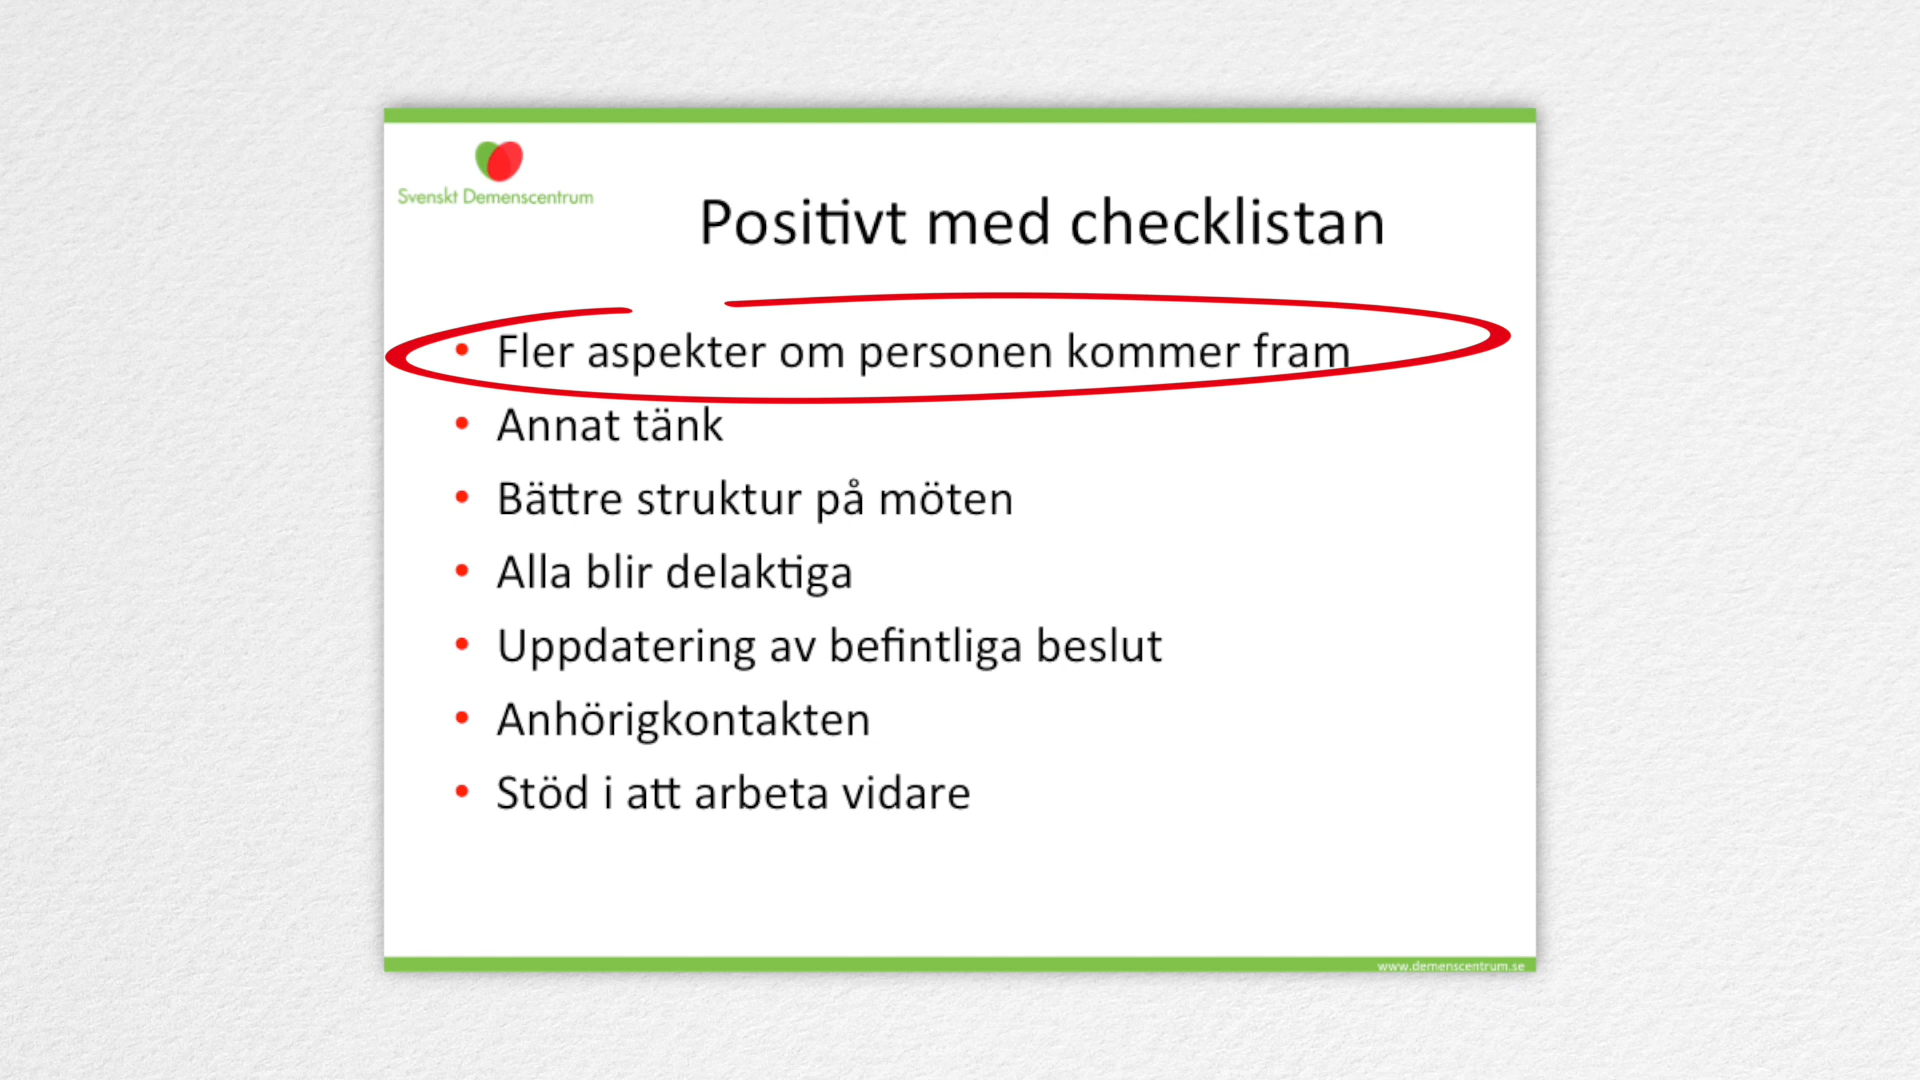 Svenskt Demenscentrum
Positivt med checklistan
• Fler aspekter om personen kommer fram
• Annat tänk
• Bättre struktur på möten
• Alla blir delaktiga
• Uppdatering av befintliga beslut
• Anhörigkontakten
• Stöd i att arbeta vidare
www.demenscentrum.se